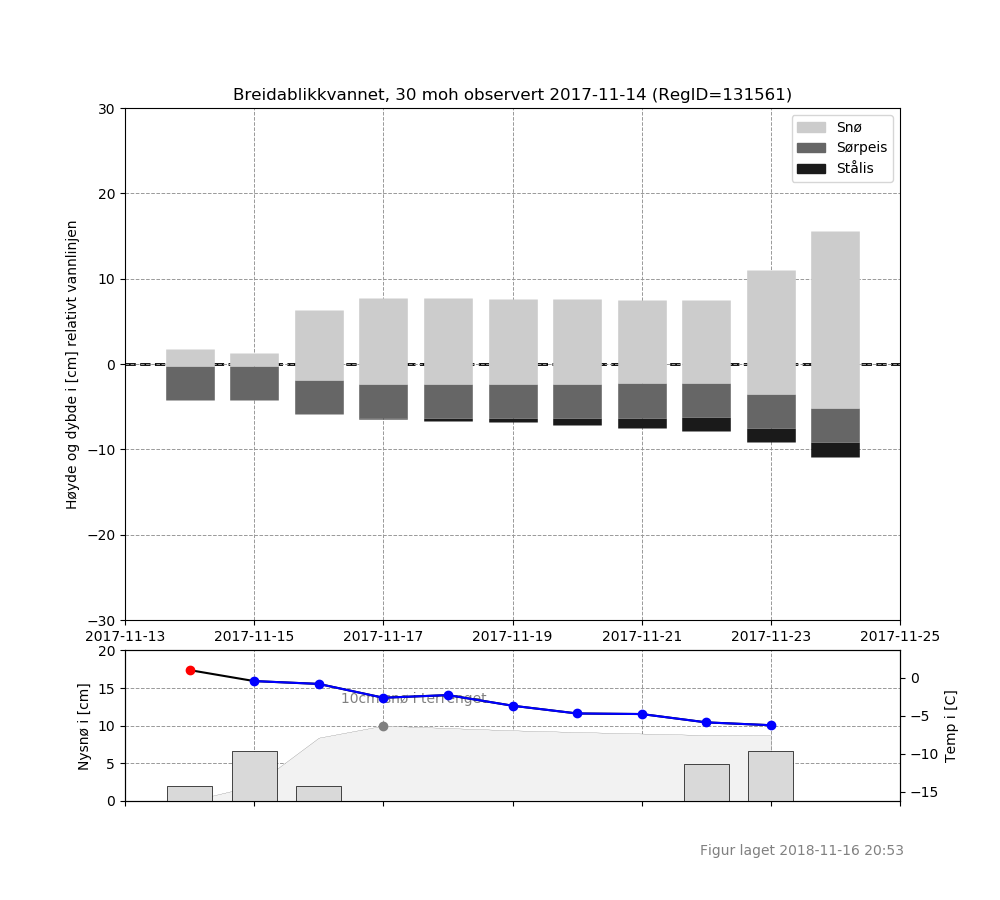 Breidablikkvannet, 30 moh observert 2017-11-14 (RegID=131561)
30
20
10
0
−10
−20
−30
Høyde og dybde i [cm] relativt vannlinjen
Snø
Sørpeis
Stålis
2017-11-13
2017-11-15
2017-11-17
2017-11-19
2017-11-21
2017-11-23
2017-11-25
20
15
10
5
0
Nysnø i [cm]
10cm snø i terrenget
0
−5
−10
−15
Temp i [C]
Figur laget 2018-11-16 20:53